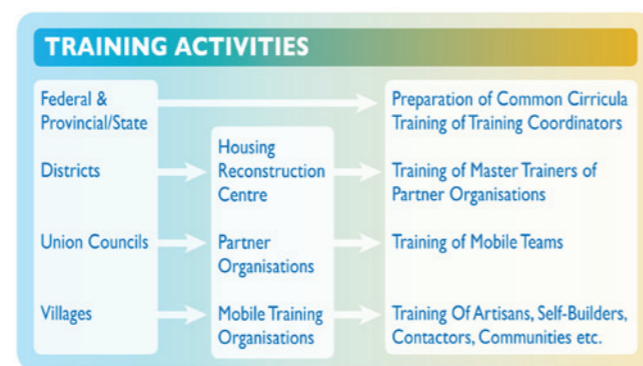 TRAINING ACTIVITIES
Federal &
Provincial/State
Preparation of Common Cirricula
Training of Training Coordinators
Districts
Housing
Reconstruction
Centre
Training of Master Trainers of
Partner Organisations
Union Councils
Partner
Organisations
Training of Mobile Teams
Villages
Mobile Training
Organisations
Training Of Artisans, Self-Builders,
Contactors, Communities etc.